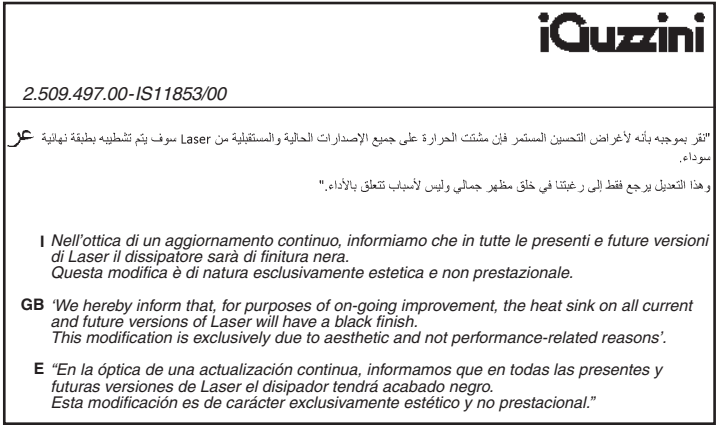 iGuzzini
2.509.497.00-IS11853/00
عر "نقر بموجبه بأنه لأغراض التحسين المستمر فإن مشتت الحرارة على جميع الإصدارات الحالية والمستقبلية من Laser سوف يتم تشطيبه بطبقة نهائية
سوداء.
وهذا التعديل يرجع فقط إلى رغبتنا في خلق مظهر جمالي وليس لأسباب تتعلق بالأداء."
I Nell'ottica di un aggiornamento continuo, informiamo che in tutte le presenti e future versioni
di Laser il dissipatore sarà di finitura nera.
Questa modifica è di natura esclusivamente estetica e non prestazionale.
GB 'We hereby inform that, for purposes of on-going improvement, the heat sink on all current
and future versions of Laser will have a black finish.
This modification is exclusively due to aesthetic and not performance-related reasons'.
E “En la óptica de una actualización continua, informamos que en todas las presentes y
futuras versiones de Laser el disipador tendrá acabado negro.
Esta modificación es de carácter exclusivamente estético y no prestacional.”